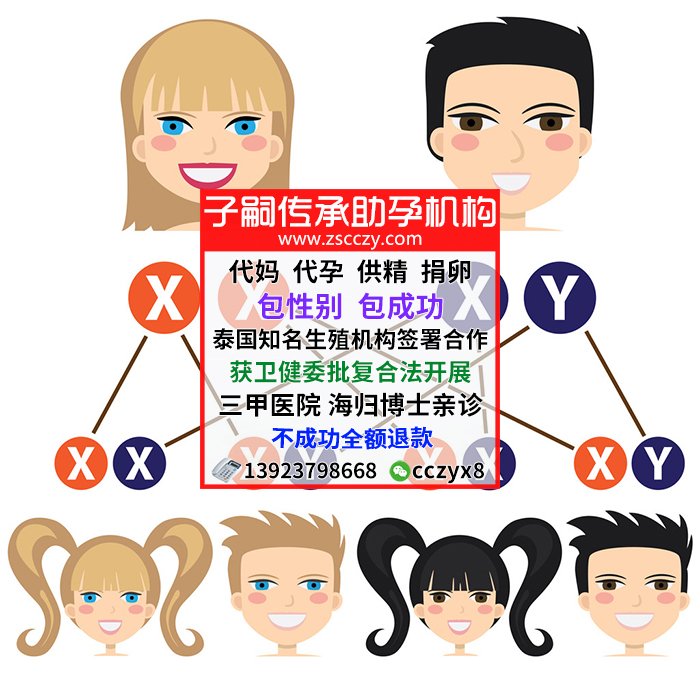 子嗣传承助孕机构
www.zsccczy.com
代妈 代孕 供精 捐卵
包性别 包成功
X X X Y
泰国知名生殖机构签署合作
获卫健委批复合法开展
三甲医院 海归博士亲诊
不成功全额退款
13923798668 cczyx8
X X X X X X X Y